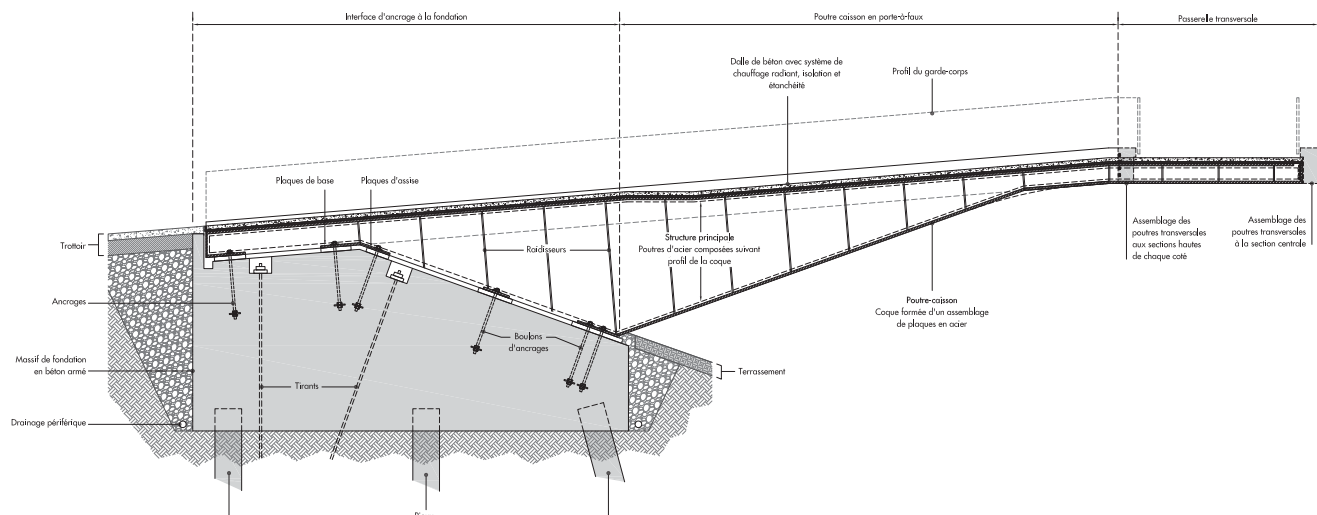 Interface d'ancrage à la fondation
Poutre caisson en porte-à-faux
Passerelle transversale
Dalle de béton avec système de
chauffage radiant, isolation et
étanchéité
Profil du garde-corps
Plaques de base
Plaques d'assise
Trottoir
Raidisseurs
Structure principale
Poutres d'acier composées suivant
profil de la coque
Assemblage des
poutres transversales
aux sections hautes
de chaque coté
Assemblage des
poutres transversales
à la section centrale
Ancrages
Poutre-caisson
Coque formée d'un assemblage
de plaques en acier
Boulons
d'ancrages
Massif de fondation
en béton armé
Terrassement
Tirants
Drainage périférique